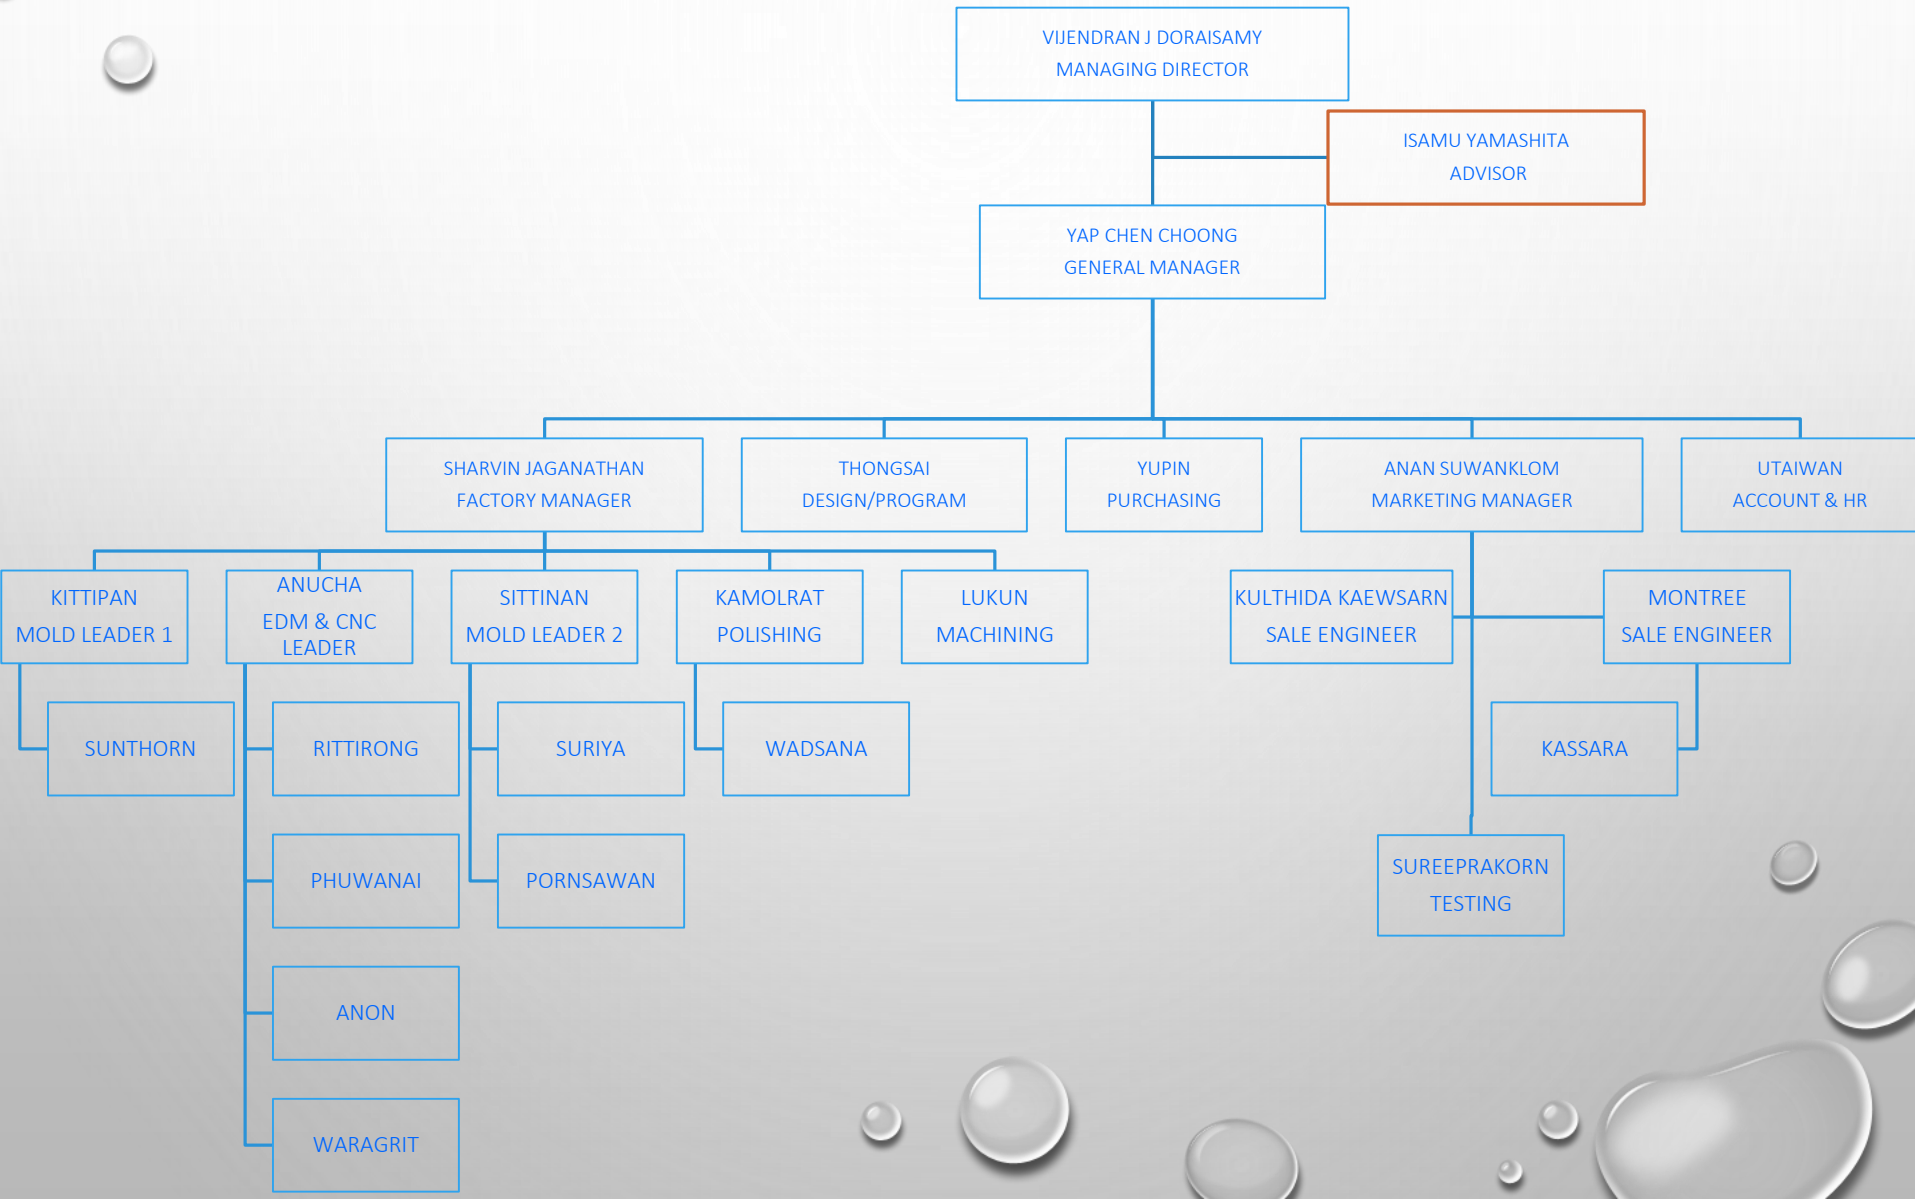 VIJENDRAN J DORAISAMY
MANAGING DIRECTOR
ISAMU YAMASHITA
ADVISOR
YAP CHEN CHOONG
GENERAL MANAGER
SHARVIN JAGANATHAN
FACTORY MANAGER
THONGSAI
DESIGN/PROGRAM
YUPIN
PURCHASING
ANAN SUWANKLOM
MARKETING MANAGER
UTAIWAN
ACCOUNT & HR
KITTIPAN
MOLD LEADER 1
ANUCHA
EDM & CNC
LEADER
SITTINAN
MOLD LEADER 2
KAMOLRAT
POLISHING
LUKUN
MACHINING
KULTHIDA KAEWSARN
SALE ENGINEER
MONTREE
SALE ENGINEER
SUNTHORN
RITTIRONG
SURIYA
WADSANA
KASSARA
PHUWANAI
PORNSAWAN
SUREEPRAKORN
TESTING
ANON
WARAGRIT